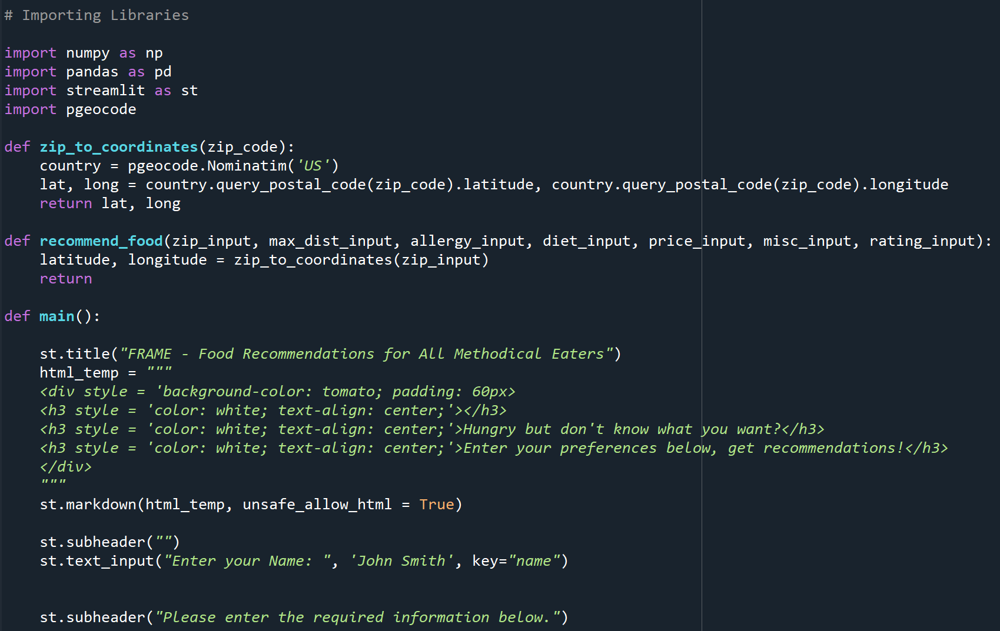 # Importing Libraries
import numpy as np
import pandas as pd
import streamlit as st
import pgeocode
def zip_to_coordinates(zip_code):
    country = pgeocode.Nominatim('US')
    lat, long = country.query_postal_code(zip_code).latitude, country.query_postal_code(zip_code).longitude
    return lat, long
def recommend_food(zip_input, max_dist_input, allergy_input, diet_input, price_input, misc_input, rating_input):
    latitude, longitude = zip_to_coordinates(zip_input)
    return
def main():
    st.title("FRAME - Food Recommendations for All Methodical Eaters")
    html_temp = """
    <div style = 'background-color: tomato; padding: 60px>
    <h3 style = 'color: white; text-align: center;'></h3>
    <h3 style = 'color: white; text-align: center;'>Hungry but don't know what you want?</h3>
    <h3 style = 'color: white; text-align: center;'>Enter your preferences below, get recommendations!</h3>
    </div>
    """
    st.markdown(html_temp, unsafe_allow_html = True)
    st.subheader("")
    st.text_input("Enter your Name: ", 'John Smith', key="name")
    st.subheader("Please enter the required information below.")